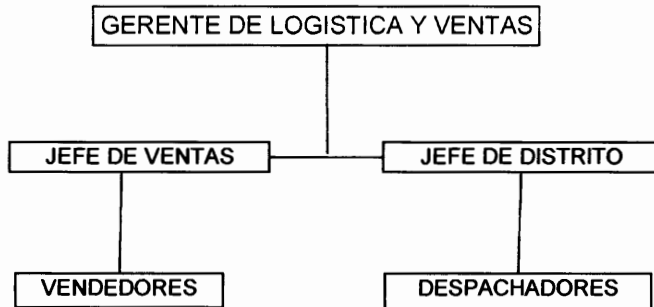 GERENTE DE LOGISTICA Y VENTAS
JEFE DE VENTAS
JEFE DE DISTRITO
VENDEDORES
DESPACHADORES